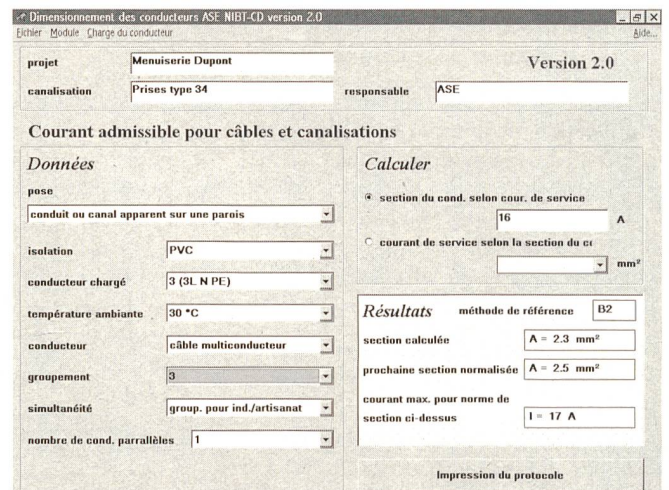 Dimensionnement des conducteurs ASE NIBT-CD version 2.0
Fichier Module Charge du conducteur Aide...
projet Menuiserie Dupont Version 2.0
canalisation Prises type 34 responsable ASE
Courant admissible pour câbles et canalisations
Données
pose
conduit ou canal apparent sur une parois
isolation PVC
conducteur chargé 3 (3L N PE)
température ambiante 30 °C
conducteur câble multiconducteur
groupement 3
simultanéité group. pour ind./artisanat
nombre de cond. parrallèles 1
Calculer
section du cond. selon cour. de service
16 A
courant de service selon la section du co
mm²
Résultats méthode de référence B2
section calculée A = 2.3 mm²
prochaine section normalisée A = 2.5 mm²
courant max. pour norme de
section ci-dessus I = 17 A
Impression du protocole